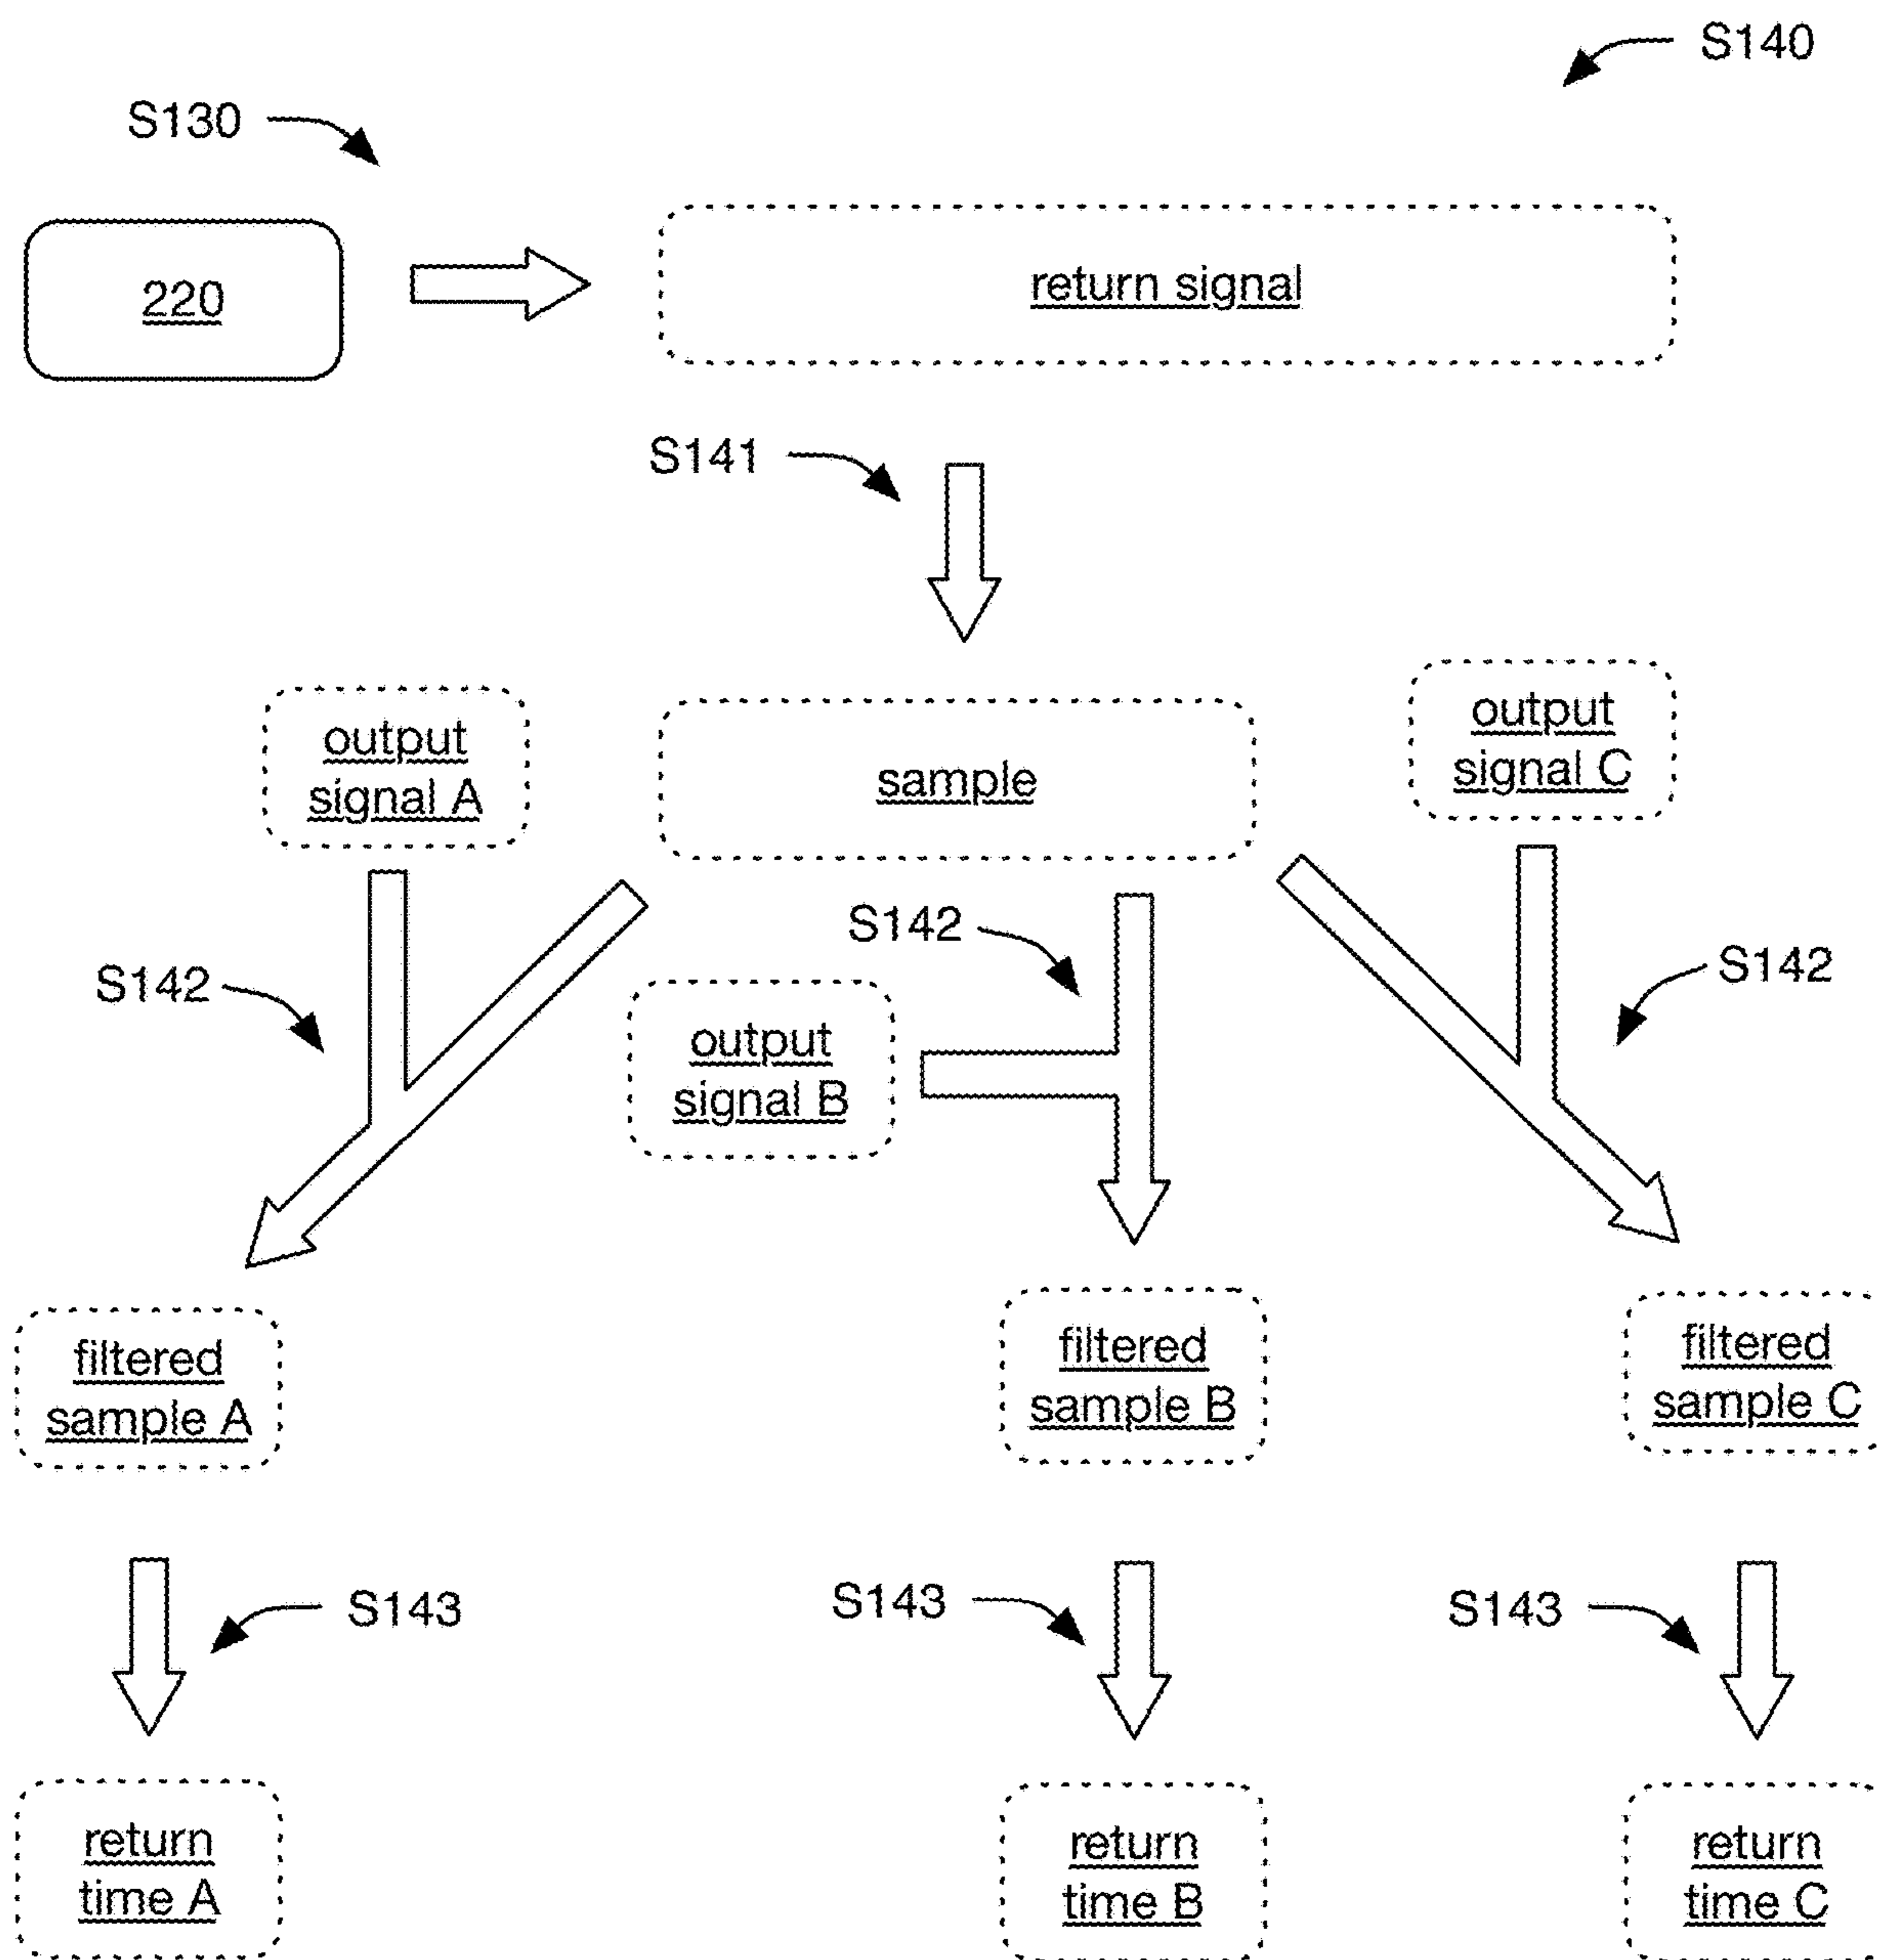 S140
S130
220
return signal
S141
output
signal A
sample
output
signal C
S142
S142
S142
output
signal B
filtered
sample A
filtered
sample B
filtered
sample C
S143
S143
S143
return
time A
return
time B
return
time C